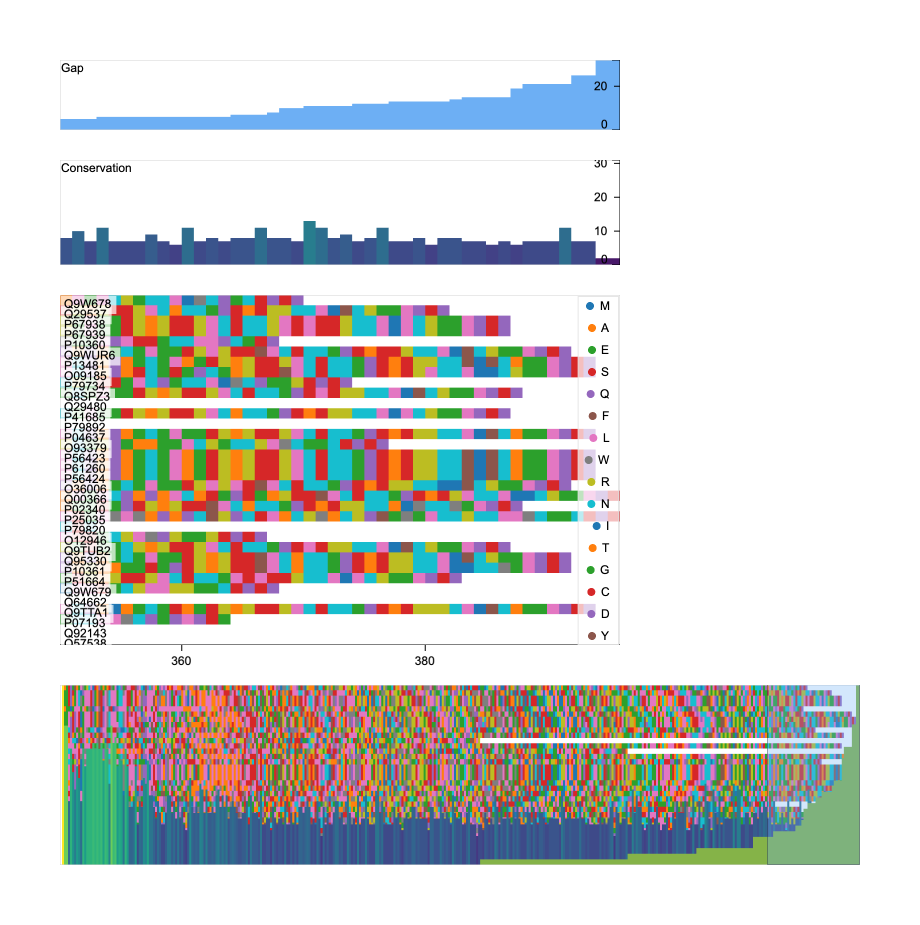 Gap
20
0
Conservation
30
20
10
0
Q9W678
Q29537
P67938
P67939
P10360
Q9WUR6
P13481
O09185
P79734
Q8SPZ3
Q29480
P41685
P79892
P04637
O93379
P56423
P61260
P56424
O36006
Q00366
P02340
P25035
P79820
O12946
Q9TUB2
Q95330
P10361
P51664
Q9W679
Q64662
Q9TTA1
P07193
Q92143
O57538
M
A
E
S
Q
F
L
W
R
N
I
T
G
C
D
Y
360
380